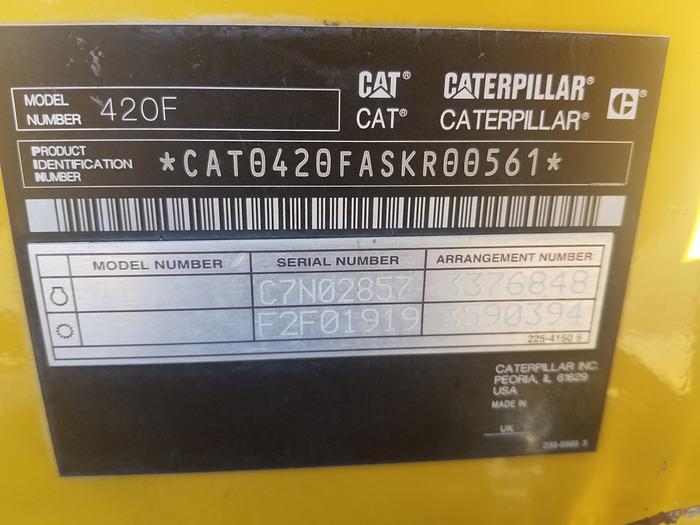 CAT® CATERPILLAR®
CAT® CATERPILLAR® ®
MODEL NUMBER 420F
PRODUCT IDENTIFICATION NUMBER *CAT0420FASKR00561*
MODEL NUMBER SERIAL NUMBER ARRANGEMENT NUMBER
C7N02857 3376848
F2F01919 3590394
225-4150 5
CATERPILLAR INC.
PEORIA, IL 61629
USA
MADE IN
UK